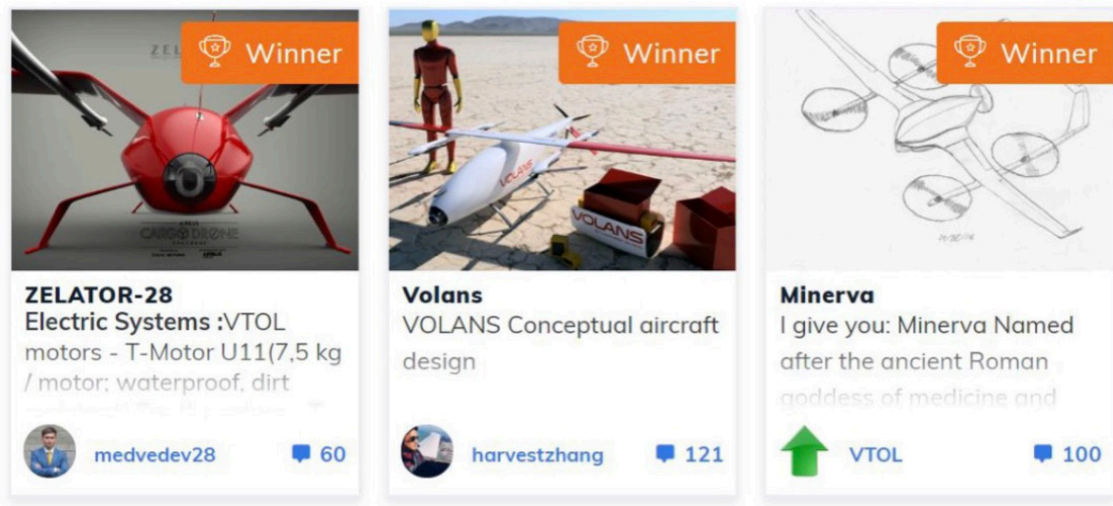 ZEL
Winner
CARGO DRONE
ZELATOR-28
Electric Systems :VTOL
motors - T-Motor U11(7,5 kg
/ motor; waterproof, dirt
medvedev28
60
Winner
VOLANS
VOLANS
Volans
VOLANS Conceptual aircraft
design
harvestzhang
121
Winner
Minerva
I give you: Minerva Named
after the ancient Roman
goddess of medicine and
VTOL
100